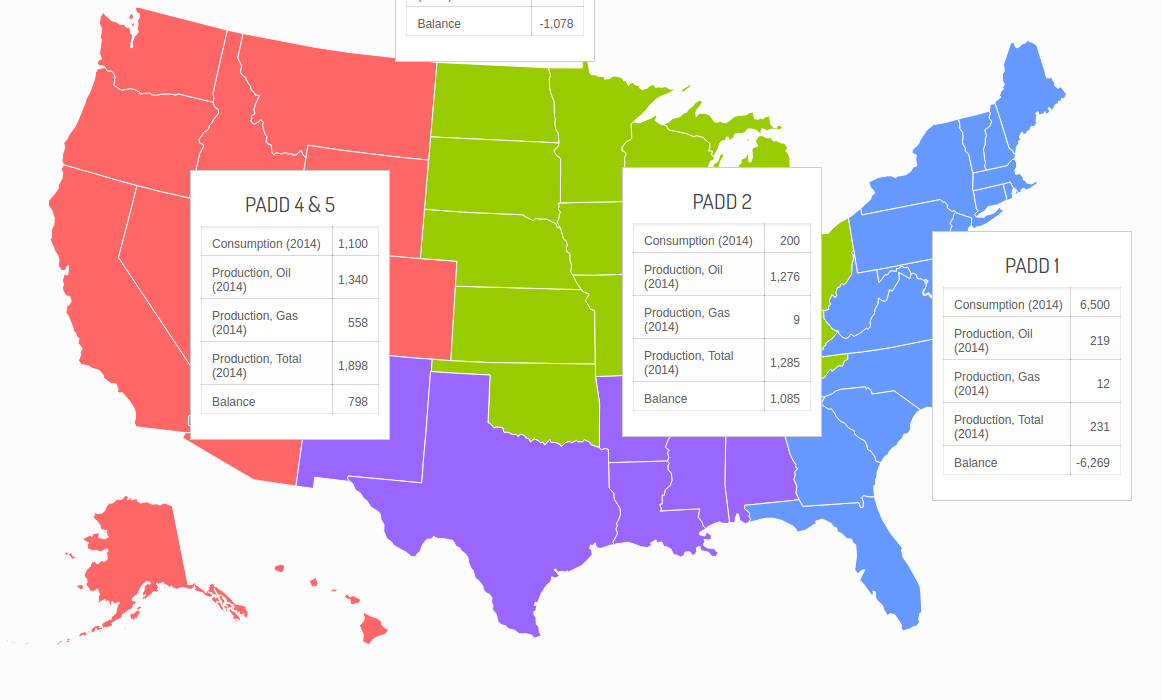 Balance -1,078
PADD 4 & 5
Consumption (2014) 1,100
Production, Oil
(2014) 1,340
Production, Gas
(2014) 558
Production, Total
(2014) 1,898
Balance 798
PADD 2
Consumption (2014) 200
Production, Oil
(2014) 1,276
Production, Gas
(2014) 9
Production, Total
(2014) 1,285
Balance 1,085
PADD 1
Consumption (2014) 6,500
Production, Oil
(2014) 219
Production, Gas
(2014) 12
Production, Total
(2014) 231
Balance -6,269